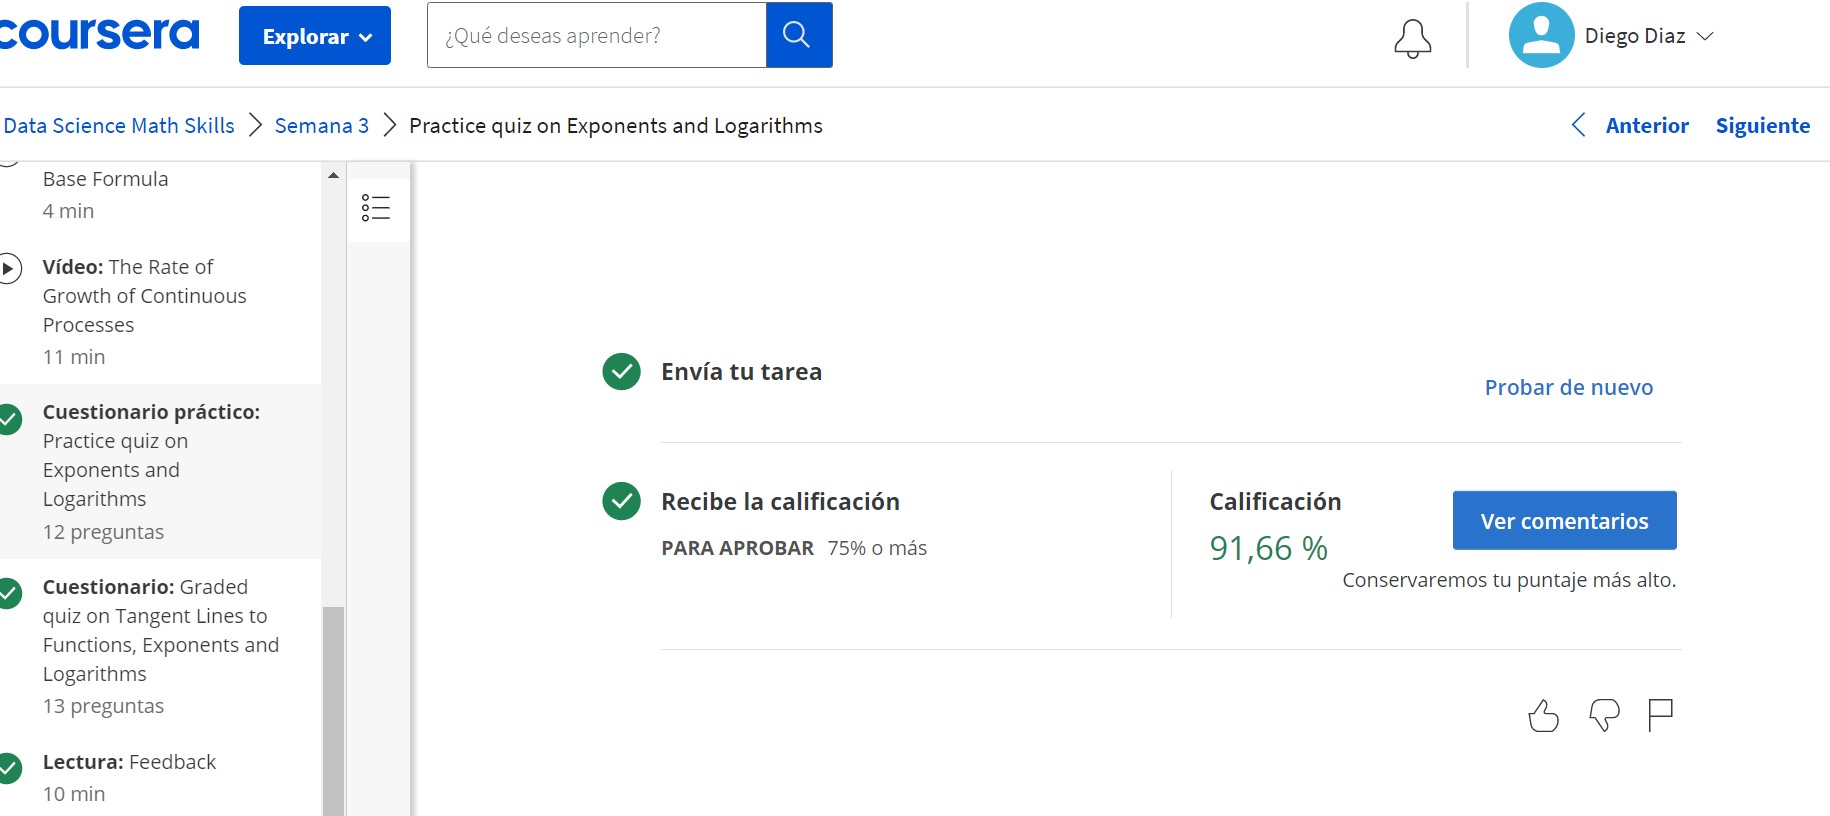 coursera
Explorar
¿Qué deseas aprender?
Diego Diaz
Data Science Math Skills
Semana 3
Practice quiz on Exponents and Logarithms
Anterior
Siguiente
Base Formula
4 min
Vídeo: The Rate of
Growth of Continuous
Processes
11 min
Cuestionario práctico:
Practice quiz on
Exponents and
Logarithms
12 preguntas
Cuestionario: Graded
quiz on Tangent Lines to
Functions, Exponents and
Logarithms
13 preguntas
Lectura: Feedback
10 min
Envía tu tarea
Probar de nuevo
Recibe la calificación
PARA APROBAR 75% o más
Calificación
91,66 %
Ver comentarios
Conservaremos tu puntaje más alto.